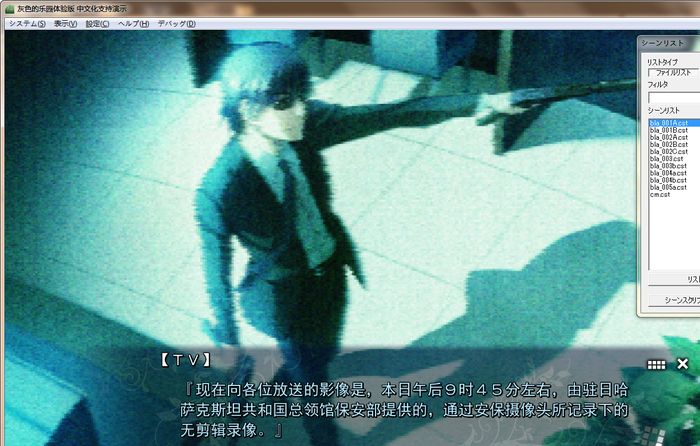 灰色的乐园体验版 中文化支持演示
システム(S) 表示(V) 設定(C) ヘルプ(H) デバッグ(D)
シーンリスト
リストタイプ
ファイルリスト
フィルタ
シーンリスト
bla_001A.cst
bla_001B.cst
bla_002A.cst
bla_002B.cst
bla_002C.cst
bla_003.cst
bla_003b.cst
bla_004a.cst
bla_004b.cst
bla_005a.cst
cm.cst
リスト
シーンスクリプ
【ＴＶ】
『现在向各位放送的影像是，本日午后９时４５分左右，由驻日哈
萨克斯坦共和国总领馆保安部提供的，通过安保摄像头所记录下的
无剪辑录像。』